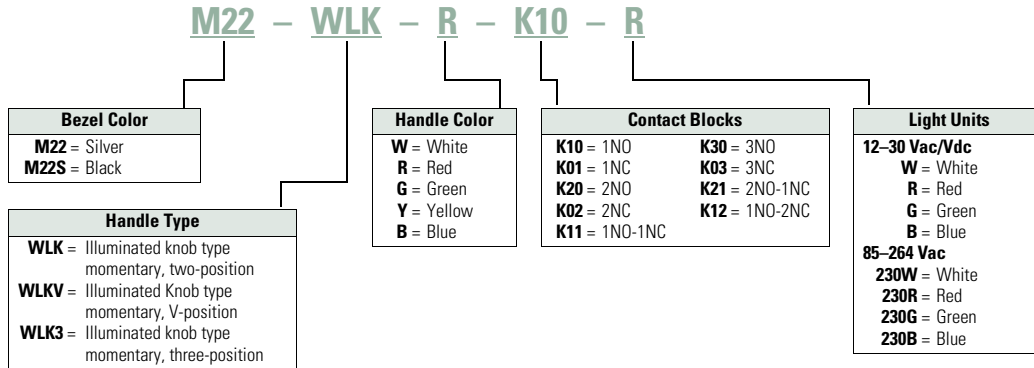 M22 – WLK – R – K10 – R
Bezel Color
M22 = Silver
M22S = Black
Handle Type
WLK = Illuminated knob type
momentary, two-position
WLKV = Illuminated Knob type
momentary, V-position
WLK3 = Illuminated knob type
momentary, three-position
Handle Color
W = White
R = Red
G = Green
Y = Yellow
B = Blue
Contact Blocks
K10 = 1NO K30 = 3NO
K01 = 1NC K03 = 3NC
K20 = 2NO K21 = 2NO-1NC
K02 = 2NC K12 = 1NO-2NC
K11 = 1NO-1NC
Light Units
12–30 Vac/Vdc
W = White
R = Red
G = Green
B = Blue
85–264 Vac
230W = White
230R = Red
230G = Green
230B = Blue